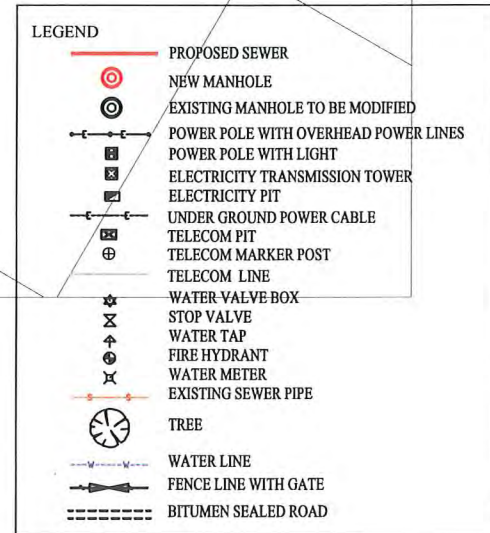 LEGEND
PROPOSED SEWER
NEW MANHOLE
EXISTING MANHOLE TO BE MODIFIED
POWER POLE WITH OVERHEAD POWER LINES
POWER POLE WITH LIGHT
ELECTRICITY TRANSMISSION TOWER
ELECTRICITY PIT
UNDER GROUND POWER CABLE
TELECOM PIT
TELECOM MARKER POST
TELECOM LINE
WATER VALVE BOX
STOP VALVE
WATER TAP
FIRE HYDRANT
WATER METER
EXISTING SEWER PIPE
TREE
WATER LINE
FENCE LINE WITH GATE
BITUMEN SEALED ROAD